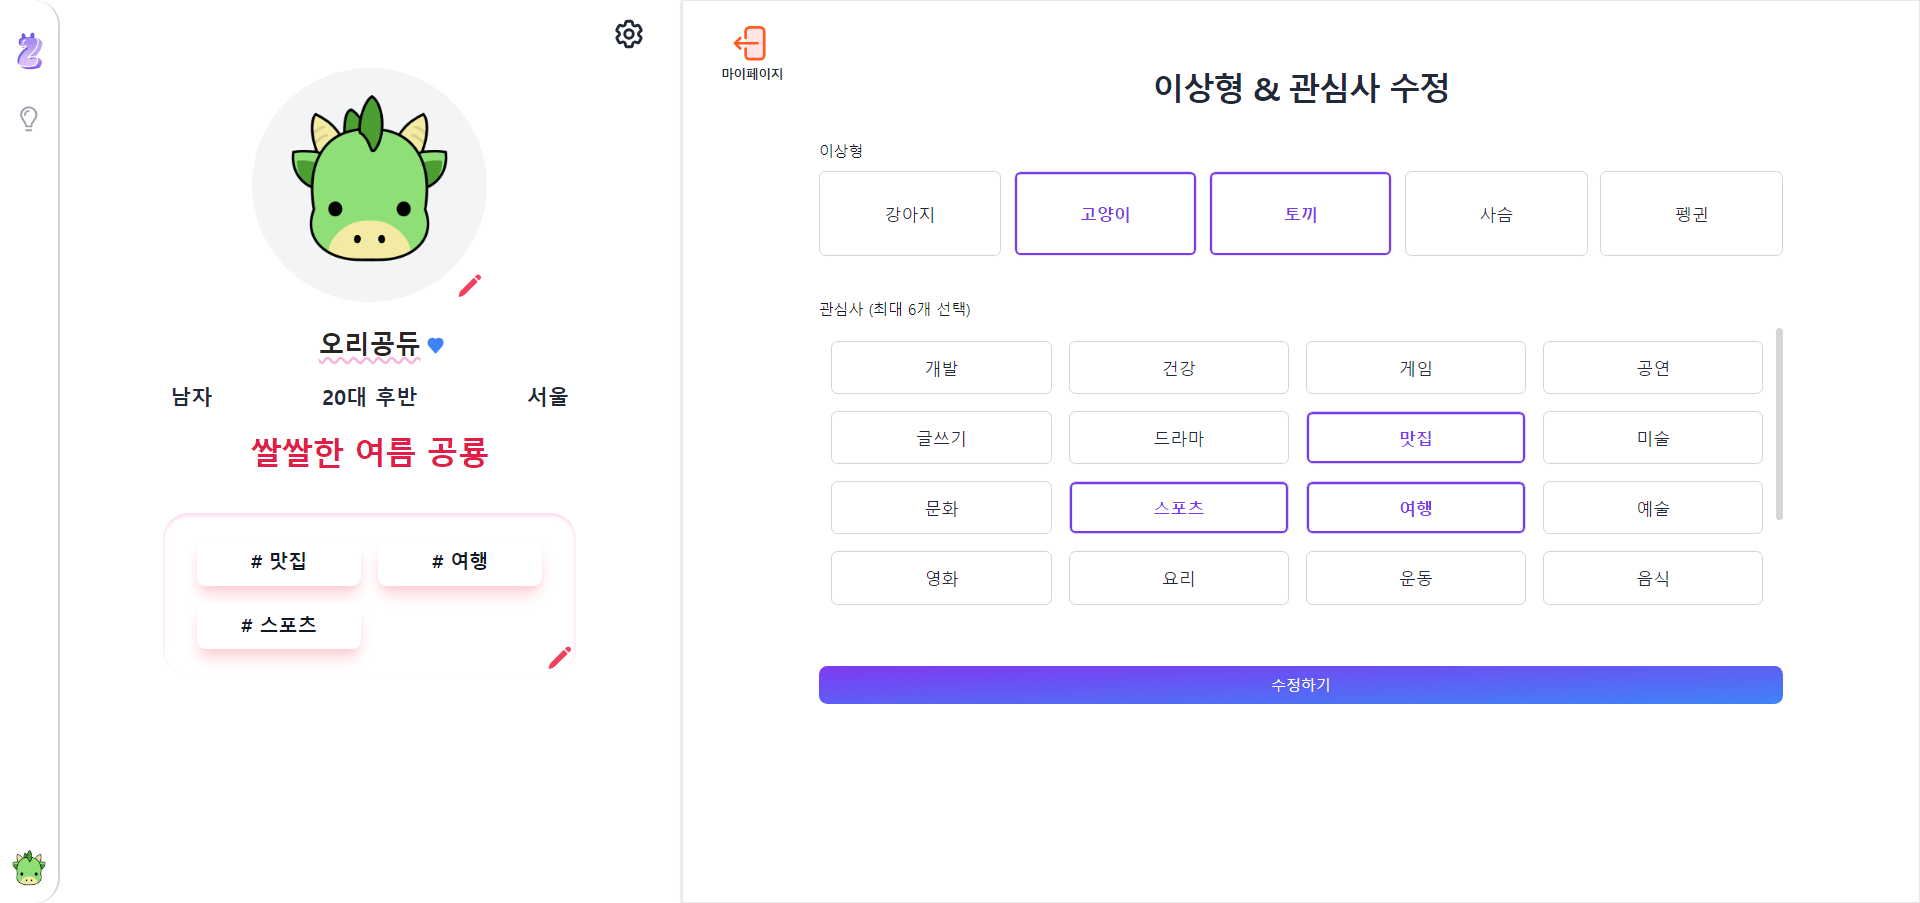 오리공듀
남자 20대 후반 서울
쌀쌀한 여름 공룡
# 맛집 # 여행
# 스포츠
마이페이지
이상형 & 관심사 수정
이상형
강아지 고양이 토끼 사슴 펭귄
관심사 (최대 6개 선택)
개발 건강 게임 공연
글쓰기 드라마 맛집 미술
문화 스포츠 여행 예술
영화 요리 운동 음식
수정하기